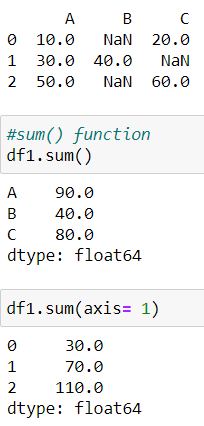 A B C
0 10.0 NaN 20.0
1 30.0 40.0 NaN
2 50.0 NaN 60.0
#sum() function
df1.sum()
A 90.0
B 40.0
C 80.0
dtype: float64
df1.sum(axis= 1)
0 30.0
1 70.0
2 110.0
dtype: float64